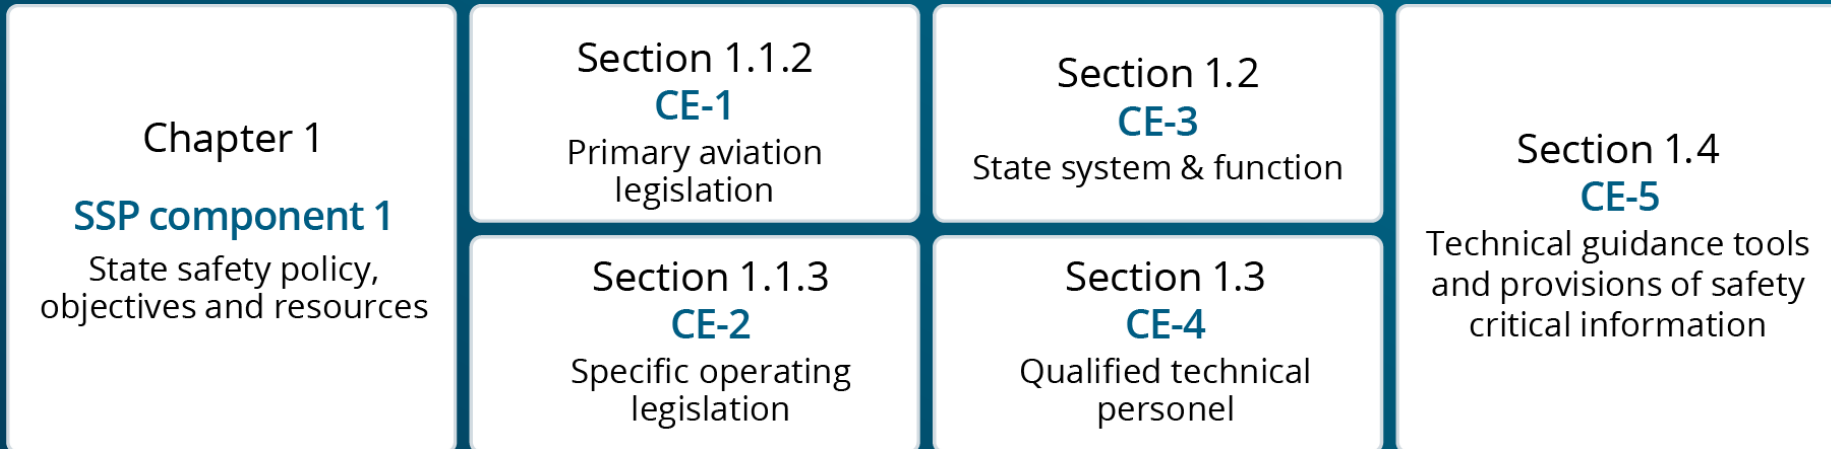 Chapter 1
SSP component 1
State safety policy,
objectives and resources
Section 1.1.2
CE-1
Primary aviation
legislation
Section 1.1.3
CE-2
Specific operating
legislation
Section 1.2
CE-3
State system & function
Section 1.3
CE-4
Qualified technical
personel
Section 1.4
CE-5
Technical guidance tools
and provisions of safety
critical information